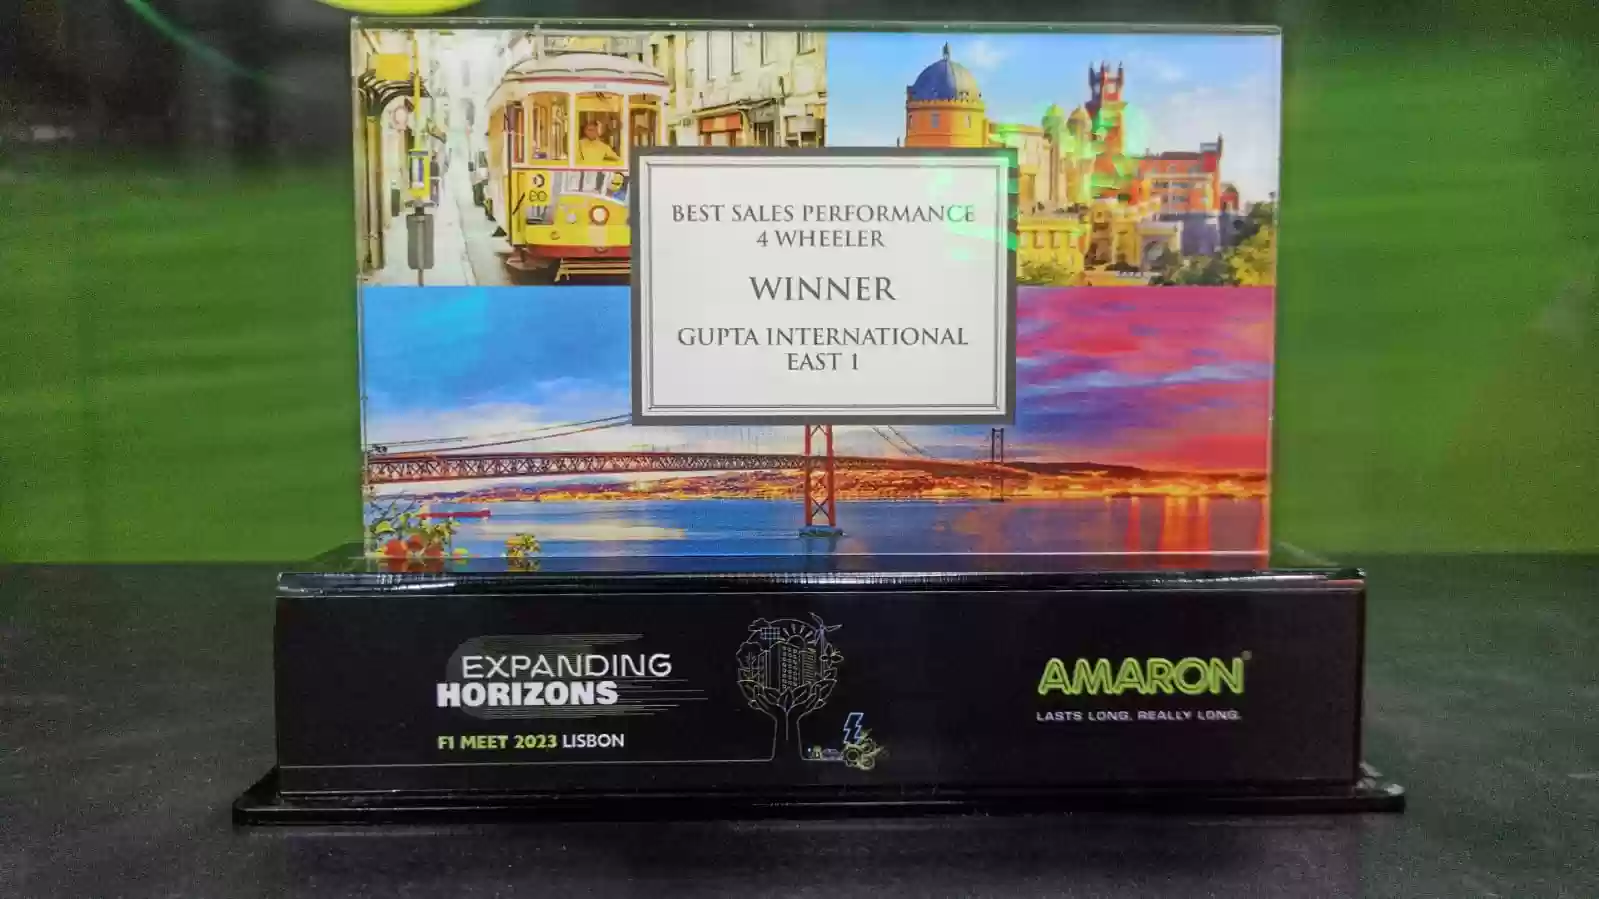 BEST SALES PERFORMANCE
4 WHEELER
WINNER
GUPTA INTERNATIONAL
EAST 1
EXPANDING
HORIZONS
F1 MEET 2023 LISBON
AMARON®
LASTS LONG. REALLY LONG.